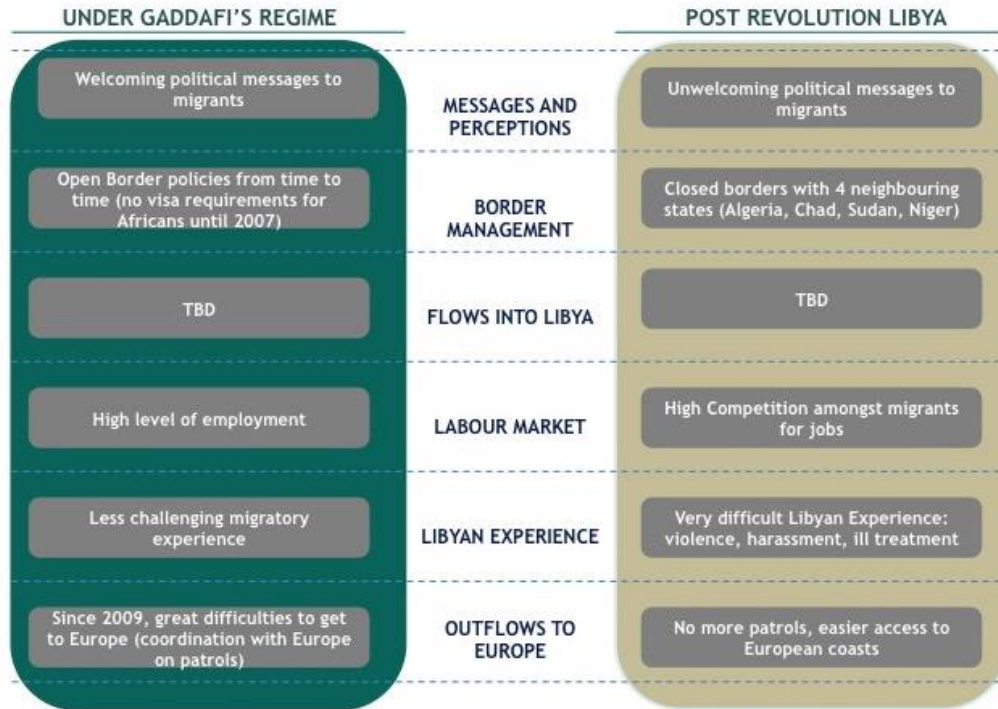 UNDER GADDAFI'S REGIME
POST REVOLUTION LIBYA
Welcoming political messages to
migrants
MESSAGES AND
PERCEPTIONS
Unwelcoming political messages to
migrants
Open Border policies from time to
time (no visa requirements for
Africans until 2007)
BORDER
MANAGEMENT
Closed borders with 4 neighbouring
states (Algeria, Chad, Sudan, Niger)
TBD
FLOWS INTO LIBYA
TBD
High level of employment
LABOUR MARKET
High Competition amongst migrants
for jobs
Less challenging migratory
experience
LIBYAN EXPERIENCE
Very difficult Libyan Experience:
violence, harassment, ill treatment
Since 2009, great difficulties to get
to Europe (coordination with Europe
on patrols)
OUTFLOWS TO
EUROPE
No more patrols, easier access to
European coasts